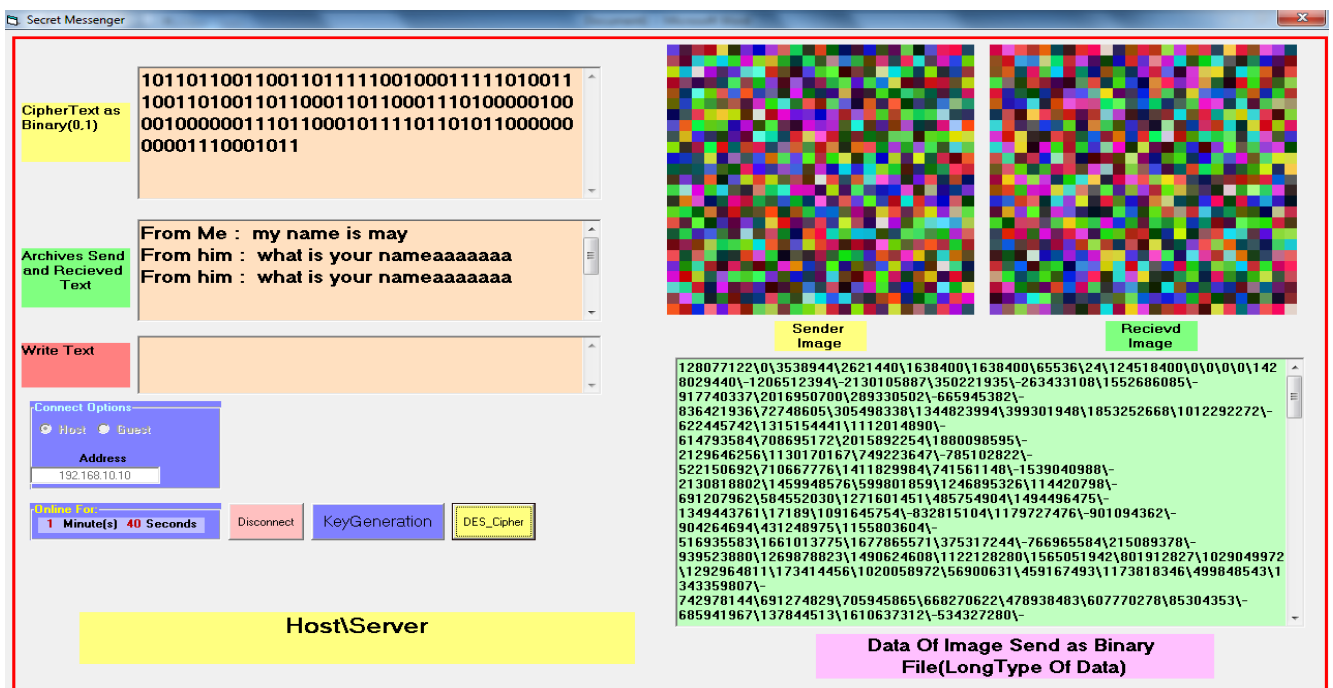 Secret Messenger
CipherText as
Binary(0,1)
10110110011001101111100100011111010011
10011010011011000110110001110100000100
00100000011101100010111101101011000000
00001110001011
Archives Send
and Recieved
Text
From Me :  my name is may
From him :  what is your nameaaaaaaa
From him :  what is your nameaaaaaaa
Write Text
Connect Options
Host Guest
Address
192.168.10.10
Online For:
1 Minute(s) 40 Seconds
Disconnect
KeyGeneration
DES_Cipher
Host\Server
Sender
Image
Recievd
Image
128077122\0\3538944\2621440\1638400\1638400\65536\24\124518400\0\0\0\0\142
8029440\-1206512394\-2130105887\350221935\-263433108\1552686085\-
917740337\2016950700\289330502\-665945382\-
836421936\72748605\305498338\1344823994\399301948\1853252668\1012292272\-
622445742\1315154441\1112014890\-
614793584\708695172\2015892254\1880098595\-
2129646256\1130170167\749223647\-785102822\-
522150692\710667776\1411829984\741561148\-1539040988\-
2130818802\1459948576\599801859\1246895326\114420798\-
691207962\584552030\1271601451\485754904\1494496475\-
1349443761\17189\1091645754\-832815104\1179727476\-901094362\-
904264694\431248975\1155803604\-
516935583\1661013775\1677865571\375317244\-766965584\215089378\-
939523880\1269878823\1490624608\1122128280\1565051942\801912827\1029049972
\1292964811\173414456\1020058972\56900631\459167493\1173818346\499848543\1
343359807\-
742978144\691274829\705945865\668270622\478938483\607770278\85304353\-
685941967\137844513\1610637312\-534327280\-
Data Of Image Send as Binary
File(LongType Of Data)